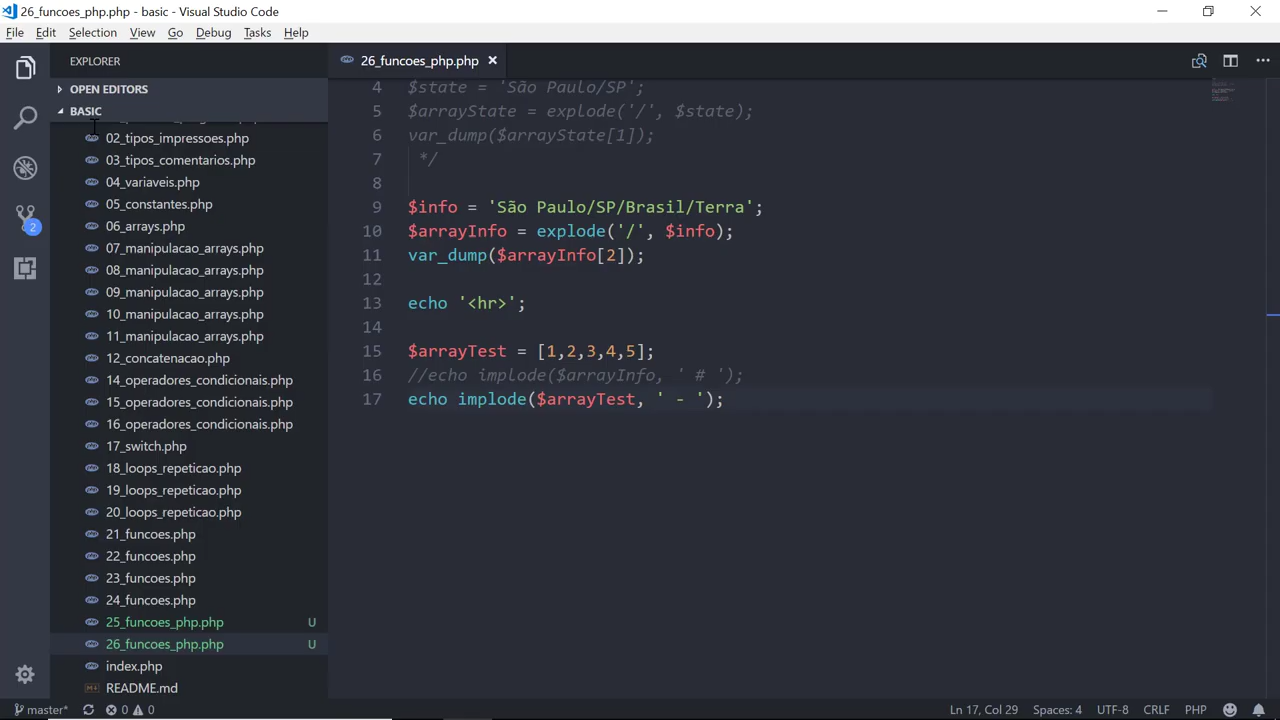 26_funcoes_php.php - basic - Visual Studio Code
File Edit Selection View Go Debug Tasks Help
EXPLORER
26_funcoes_php.php
OPEN EDITORS
BASIC
02_tipos_impressoes.php
03_tipos_comentarios.php
04_variaveis.php
05_constantes.php
06_arrays.php
07_manipulacao_arrays.php
08_manipulacao_arrays.php
09_manipulacao_arrays.php
10_manipulacao_arrays.php
11_manipulacao_arrays.php
12_concatenacao.php
14_operadores_condicionais.php
15_operadores_condicionais.php
16_operadores_condicionais.php
17_switch.php
18_loops_repeticao.php
19_loops_repeticao.php
20_loops_repeticao.php
21_funcoes.php
22_funcoes.php
23_funcoes.php
24_funcoes.php
25_funcoes_php.php U
26_funcoes_php.php U
index.php
README.md
2
4 $state = 'São Paulo/SP';
5 $arrayState = explode('/', $state);
6 var_dump($arrayState[1]);
7 */
8
9 $info = 'São Paulo/SP/Brasil/Terra';
10 $arrayInfo = explode('/', $info);
11 var_dump($arrayInfo[2]);
12
13 echo '<hr>';
14
15 $arrayTest = [1,2,3,4,5];
16 //echo implode($arrayInfo, ' # ');
17 echo implode($arrayTest, ' - ');
master* 0 0 Ln 17, Col 29 Spaces: 4 UTF-8 CRLF PHP